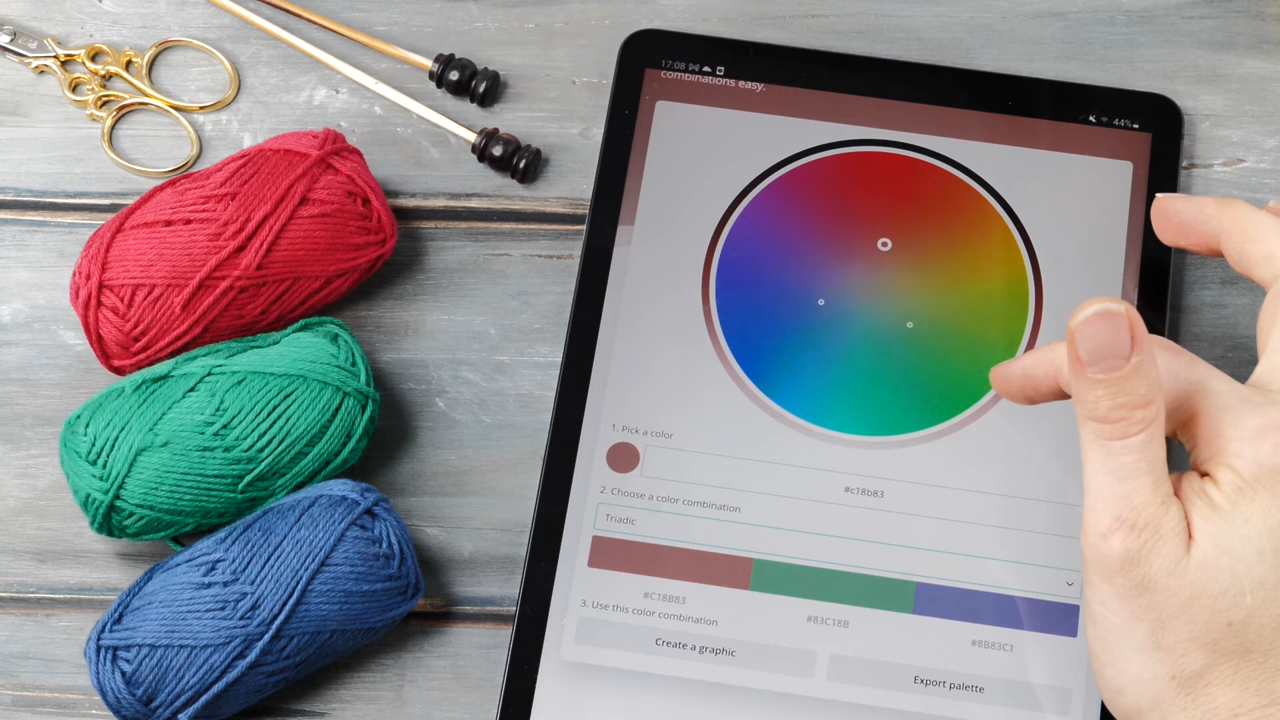 17:08
44%
combinations easy.
1. Pick a color
#c18b83
2. Choose a color combination
Triadic
#C18B83
#83C18B
#8B83C1
3. Use this color combination
Create a graphic
Export palette